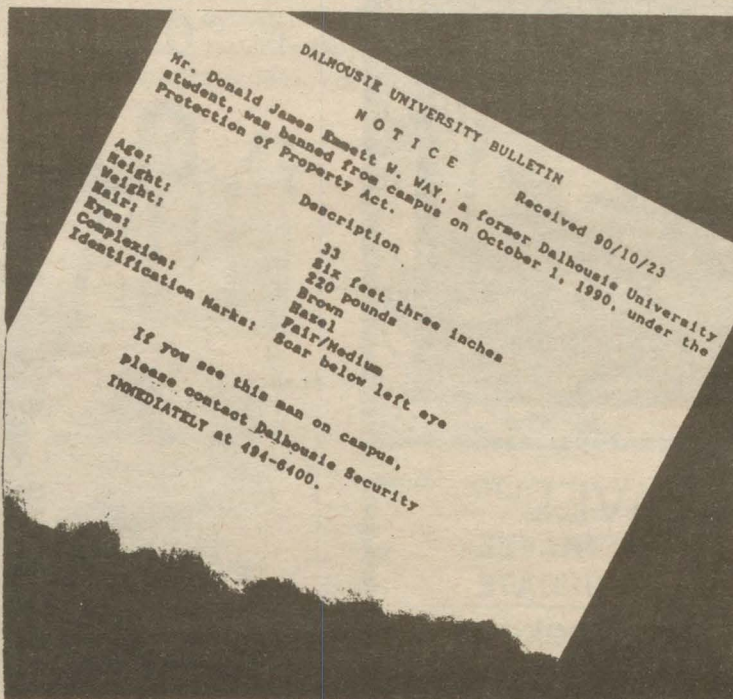 DALHOUSIE UNIVERSITY BULLETIN
NOTICE
Received 90/10/23
Mr. Donald James Emmett W. WAY, a former Dalhousie University
student, was banned from campus on October 1, 1990, under the
Protection of Property Act.
Description
Age: 33
Height: Six feet three inches
Weight: 220 pounds
Hair: Brown
Eyes: Hazel
Complexion: Fair/Medium
Identification Marks: Scar below left eye
If you see this man on campus,
please contact Dalhousie Security
IMMEDIATELY at 494-6400.